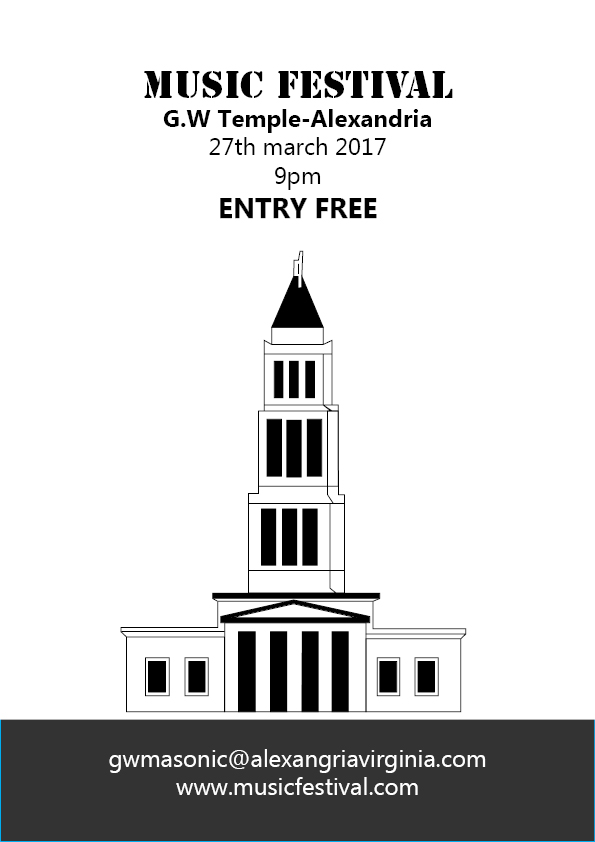 MUSIC FESTIVAL
G.W Temple-Alexandria
27th march 2017
9pm
ENTRY FREE
gwmasonic@alexangriavirginia.com
www.musicfestival.com